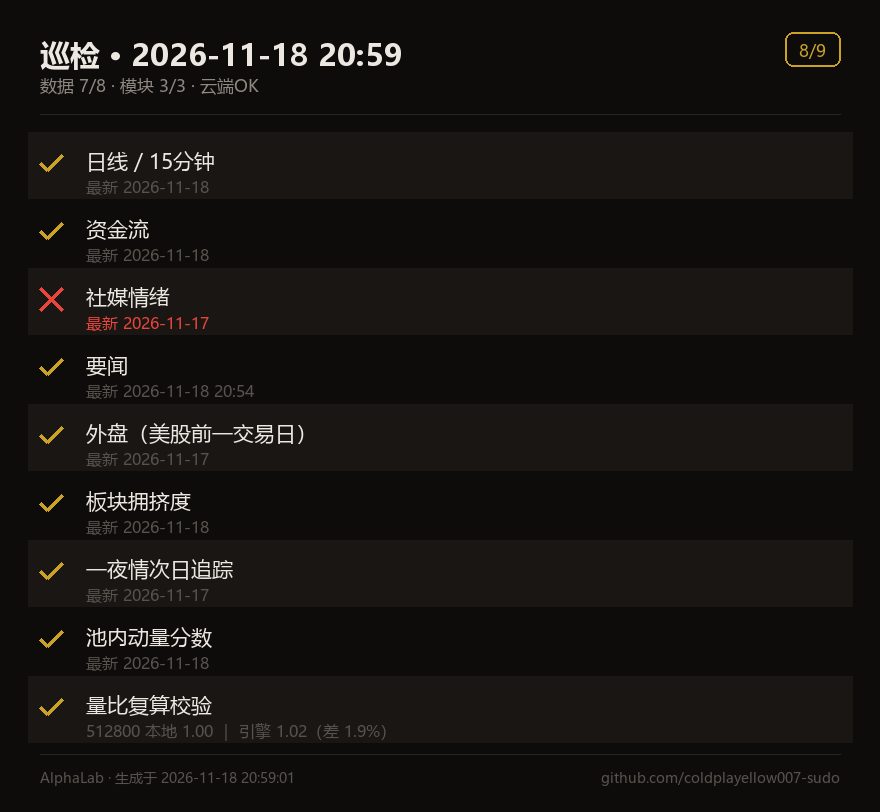 巡检 • 2026-11-18 20:59
8/9
数据 7/8 · 模块 3/3 · 云端OK
日线 / 15分钟
最新 2026-11-18
资金流
最新 2026-11-18
社媒情绪
最新 2026-11-17
要闻
最新 2026-11-18 20:54
外盘（美股前一交易日）
最新 2026-11-17
板块拥挤度
最新 2026-11-18
一夜情次日追踪
最新 2026-11-17
池内动量分数
最新 2026-11-18
量比复算校验
512800 本地 1.00 ｜ 引擎 1.02（差 1.9%）
AlphaLab · 生成于 2026-11-18 20:59:01
github.com/coldplayellow007-sudo